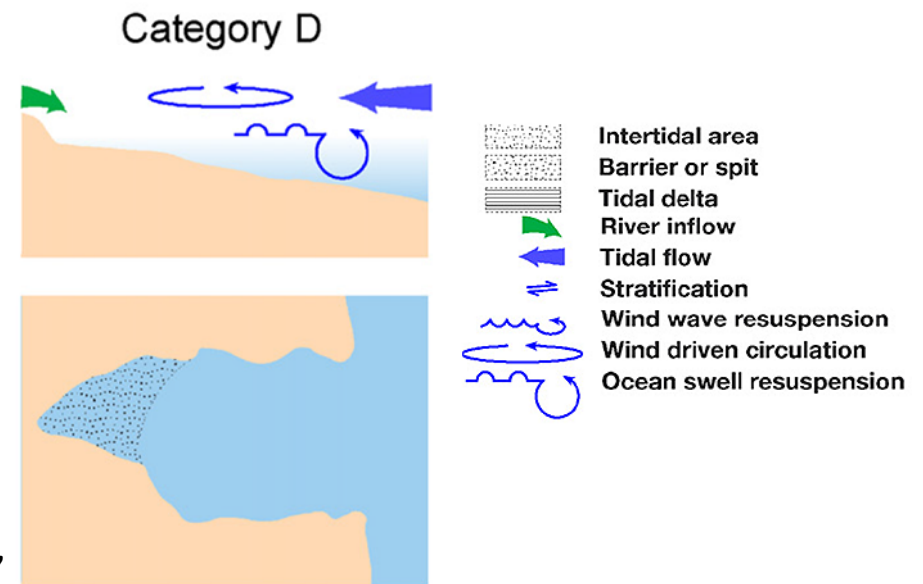 Category D
Intertidal area
Barrier or spit
Tidal delta
River inflow
Tidal flow
Stratification
Wind wave resuspension
Wind driven circulation
Ocean swell resuspension